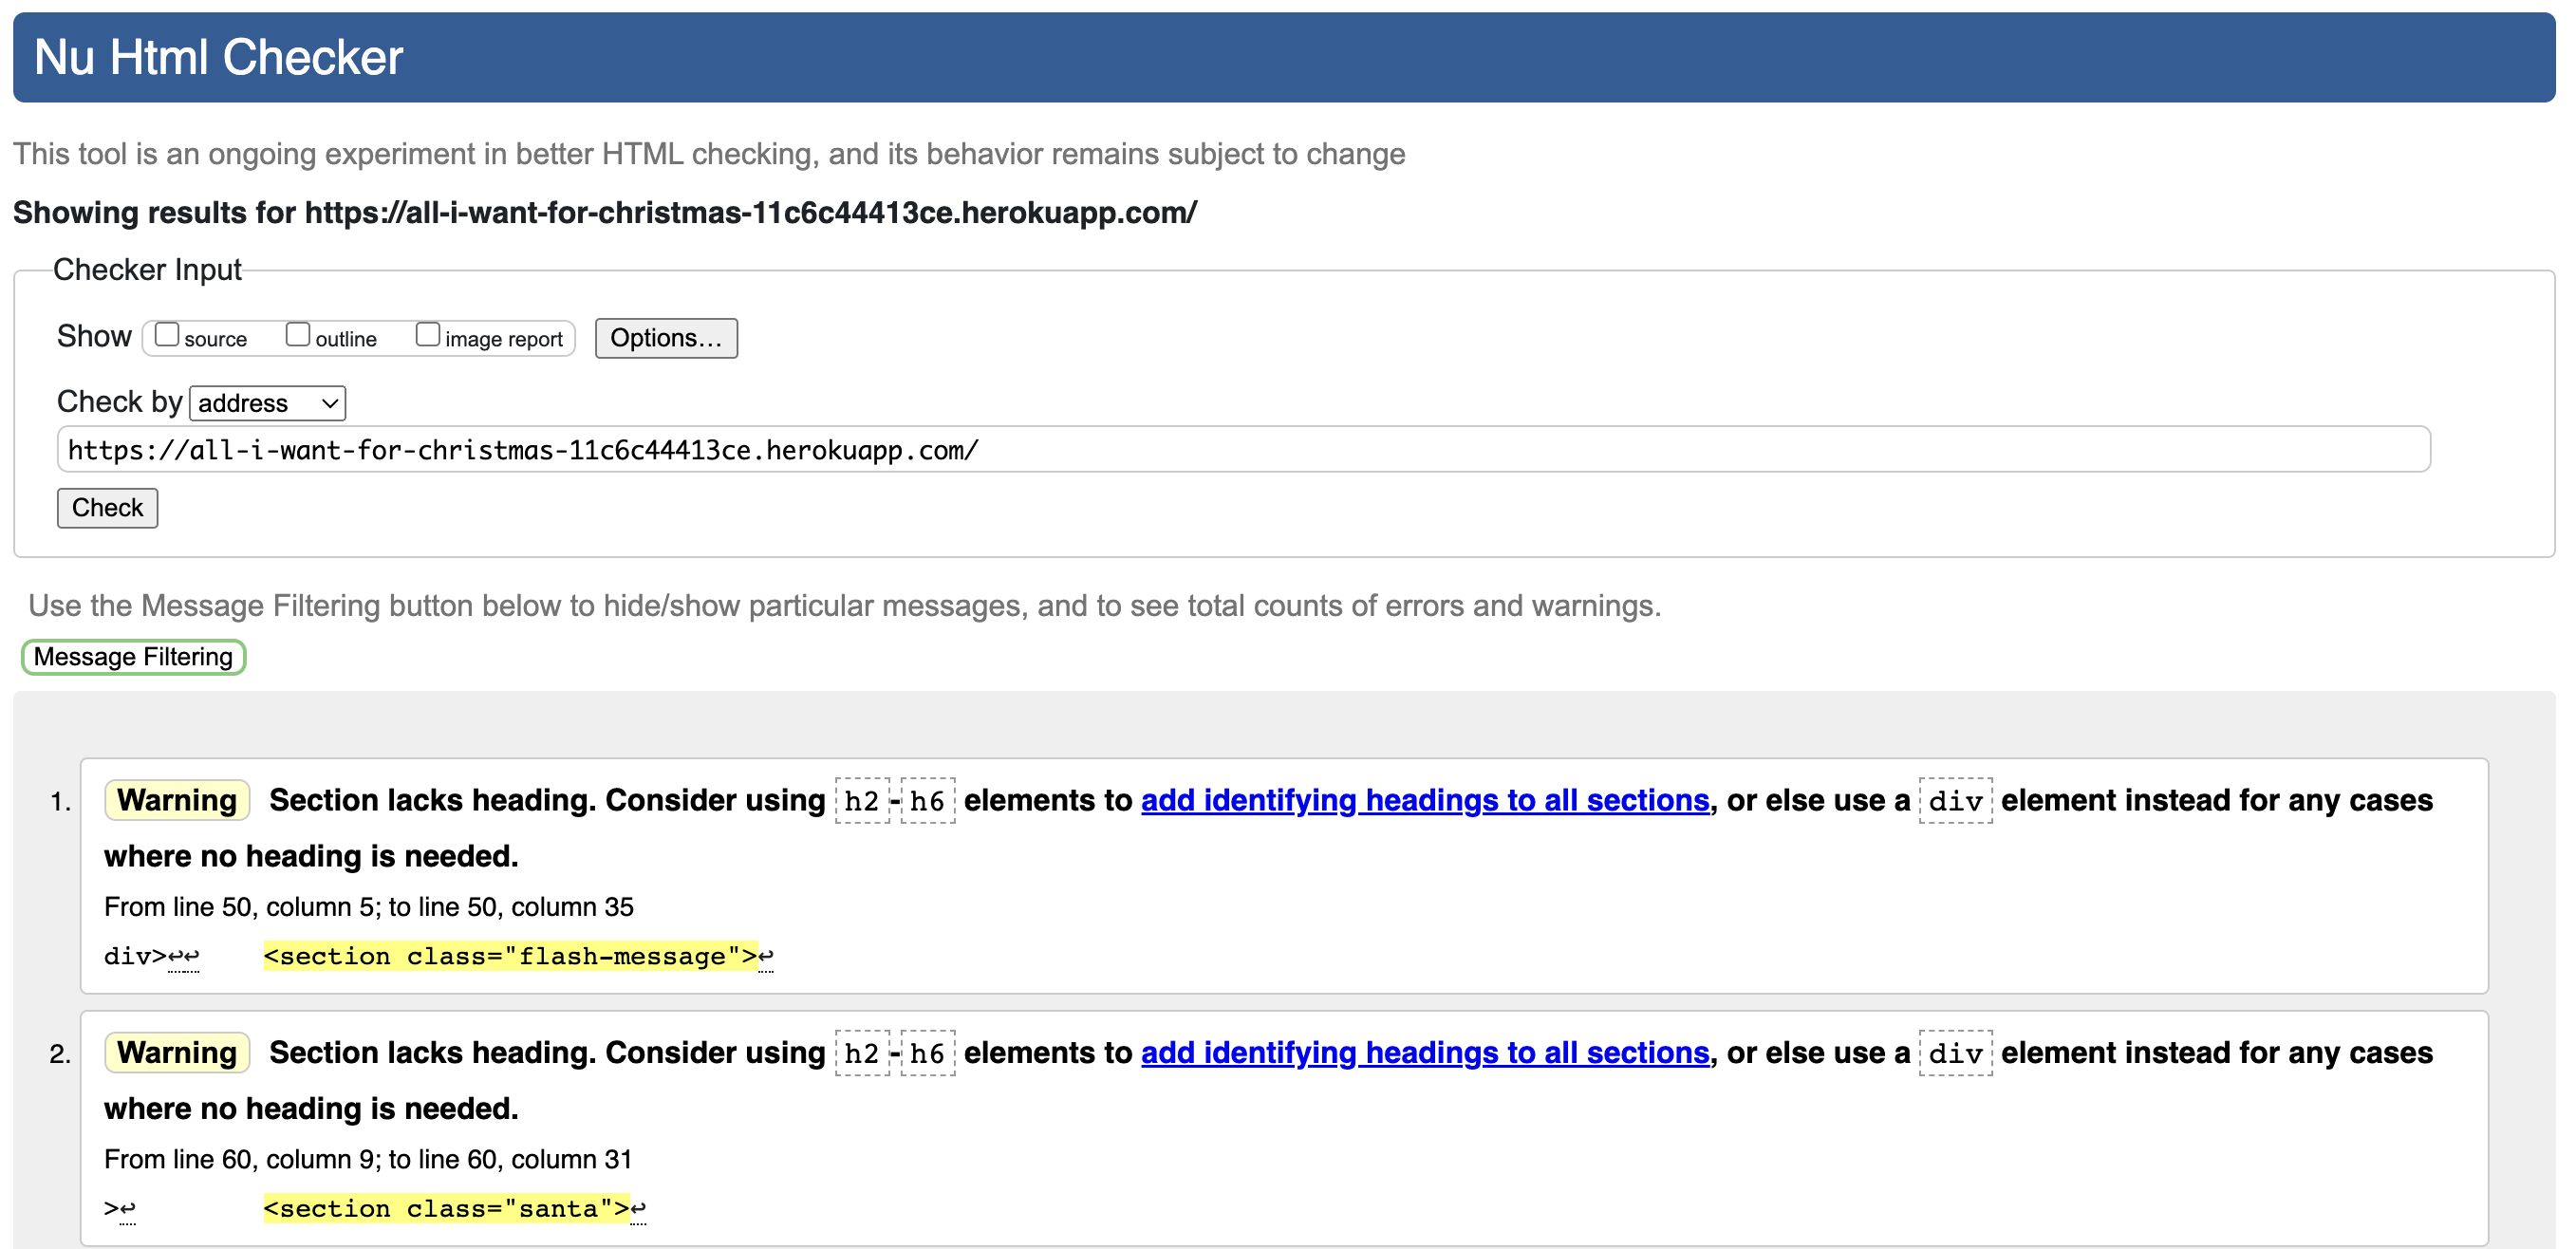 Nu Html Checker
This tool is an ongoing experiment in better HTML checking, and its behavior remains subject to change
Showing results for https://all-i-want-for-christmas-11c6c44413ce.herokuapp.com/
Checker Input
Show source outline image report Options...
Check by address
https://all-i-want-for-christmas-11c6c44413ce.herokuapp.com/
Check
Use the Message Filtering button below to hide/show particular messages, and to see total counts of errors and warnings.
Message Filtering
1. Warning Section lacks heading. Consider using h2-h6 elements to add identifying headings to all sections, or else use a div element instead for any cases
where no heading is needed.
From line 50, column 5; to line 50, column 35
div>↩↩ <section class="flash-message">↩
2. Warning Section lacks heading. Consider using h2-h6 elements to add identifying headings to all sections, or else use a div element instead for any cases
where no heading is needed.
From line 60, column 9; to line 60, column 31
>↩ <section class="santa">↩